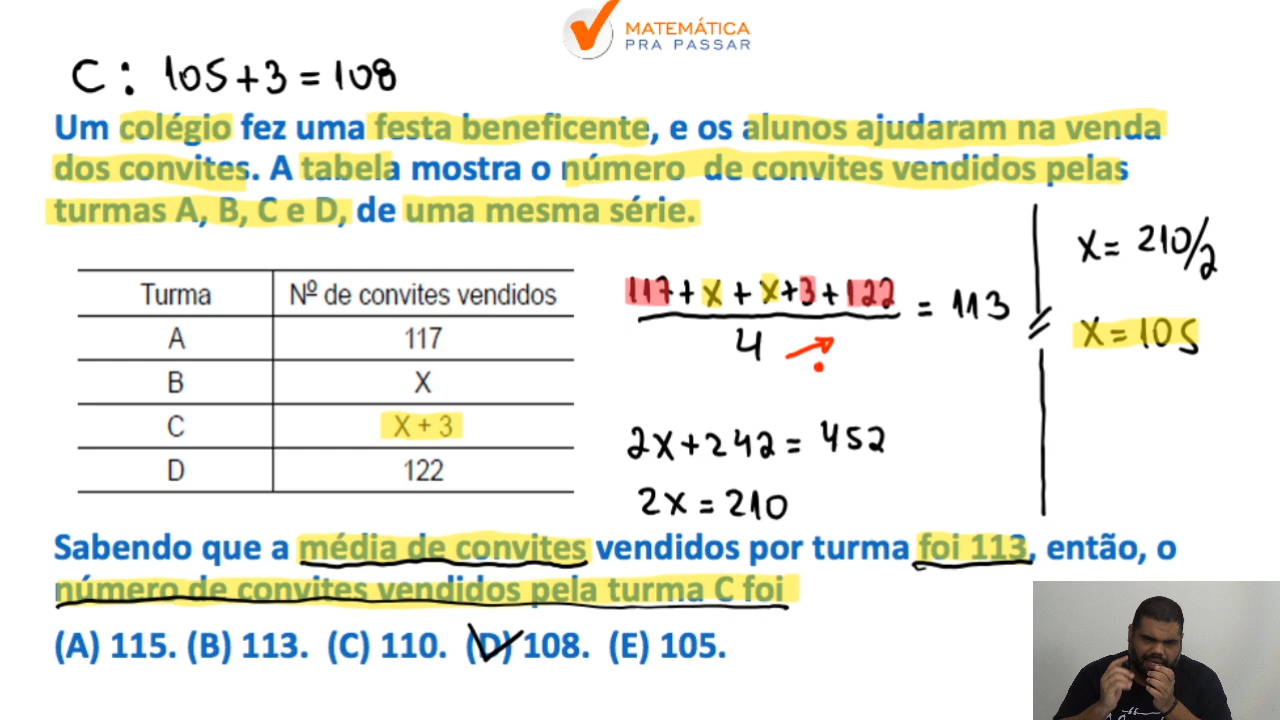 MATEMÁTICA
PRA PASSAR
C: 105+3=108
Um colégio fez uma festa beneficente, e os alunos ajudaram na venda
dos convites. A tabela mostra o número de convites vendidos pelas
turmas A, B, C e D, de uma mesma série.
Turma Nº de convites vendidos
A 117
B X
C X + 3
D 122
117+x+x+3+122
4
= 113
2x+242=452
2x=210
x=210/2
x=105
Sabendo que a média de convites vendidos por turma foi 113, então, o
número de convites vendidos pela turma C foi
(A) 115. (B) 113. (C) 110. (D) 108. (E) 105.